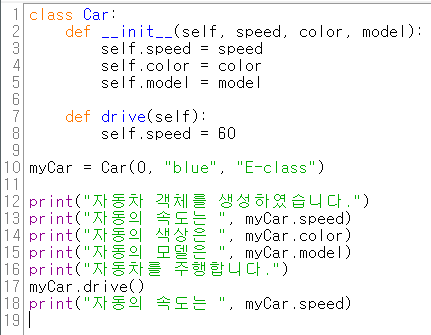 1 class Car:
2     def __init__(self, speed, color, model):
3         self.speed = speed
4         self.color = color
5         self.model = model
6
7     def drive(self):
8         self.speed = 60
9
10 myCar = Car(0, "blue", "E-class")
11
12 print("자동차 객체를 생성하였습니다.")
13 print("자동의 속도는 ", myCar.speed)
14 print("자동의 색상은 ", myCar.color)
15 print("자동의 모델은 ", myCar.model)
16 print("자동차를 주행합니다.")
17 myCar.drive()
18 print("자동의 속도는 ", myCar.speed)
19